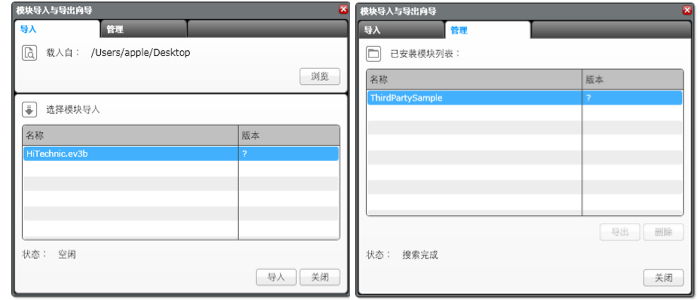 模块导入与导出向导
导入 管理
载入自： /Users/apple/Desktop
浏览
选择模块导入
名称 版本
HiTechnic.ev3b ?
状态： 空闲
导入 关闭
模块导入与导出向导
导入 管理
已安装模块列表：
名称 版本
ThirdPartySample ?
导出 删除
状态： 搜索完成
关闭